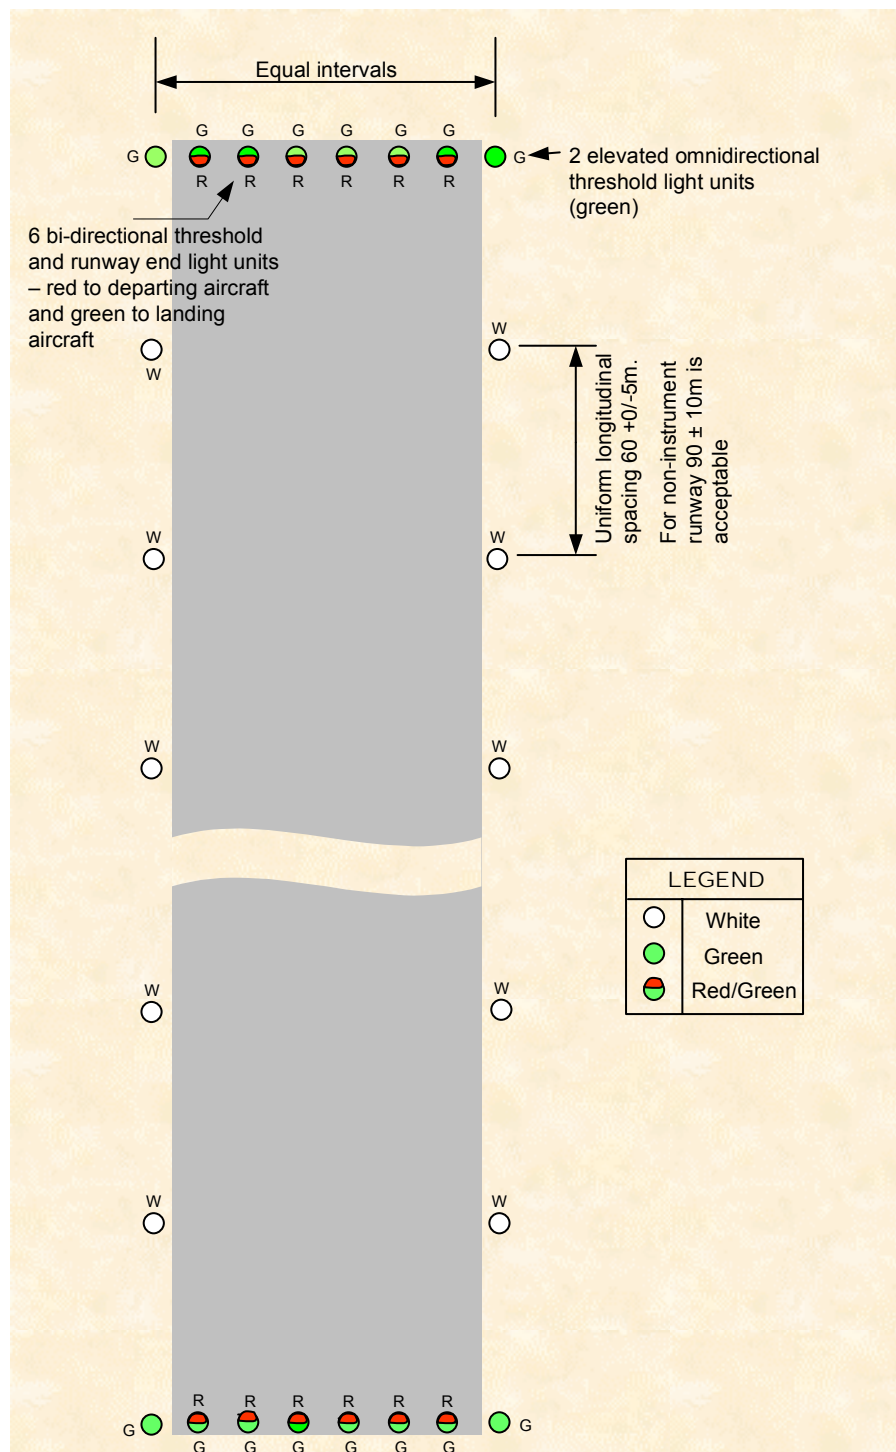 Equal intervals
G G G G G G
G G
R R R R R R
2 elevated omnidirectional
threshold light units
(green)
6 bi-directional threshold
and runway end light units
– red to departing aircraft
and green to landing
aircraft
W
W
Uniform longitudinal
spacing 60 +0/-5m.
For non-instrument
runway 90 ± 10m is
acceptable
W W
W W
LEGEND
White
Green
Red/Green
W W
W W
R R R R R R
G G
G G G G G G